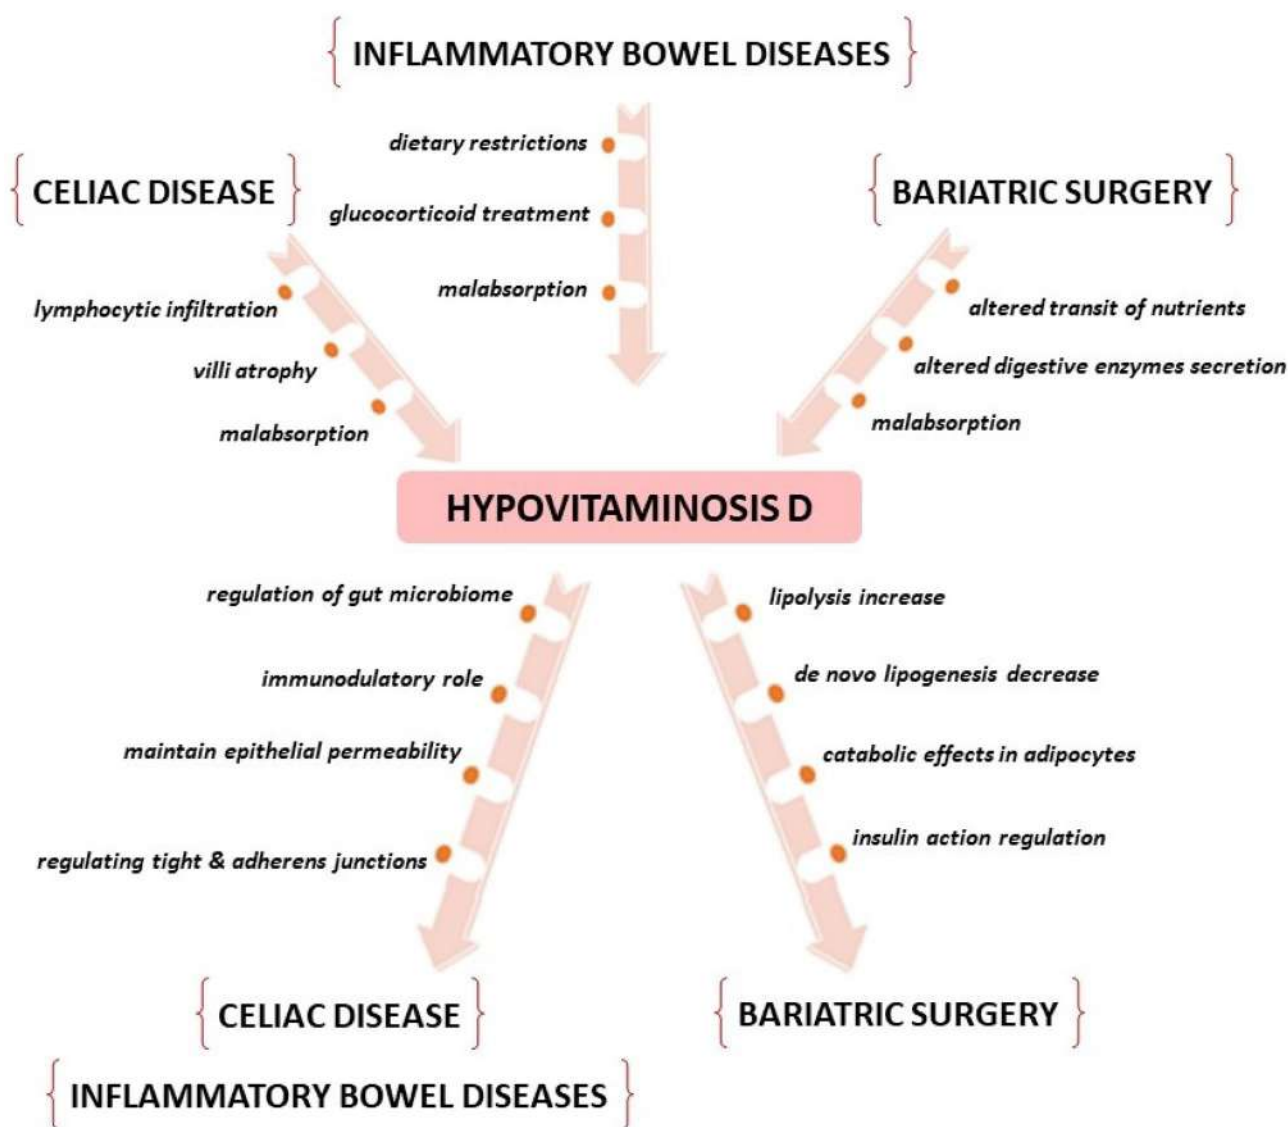 INFLAMMATORY BOWEL DISEASES
dietary restrictions
glucocorticoid treatment
malabsorption
CELIAC DISEASE
lymphocytic infiltration
villi atrophy
malabsorption
BARIATRIC SURGERY
altered transit of nutrients
altered digestive enzymes secretion
malabsorption
HYPOVITAMINOSIS D
regulation of gut microbiome
immunodulatory role
maintain epithelial permeability
regulating tight & adherens junctions
lipolysis increase
de novo lipogenesis decrease
catabolic effects in adipocytes
insulin action regulation
CELIAC DISEASE
INFLAMMATORY BOWEL DISEASES
BARIATRIC SURGERY